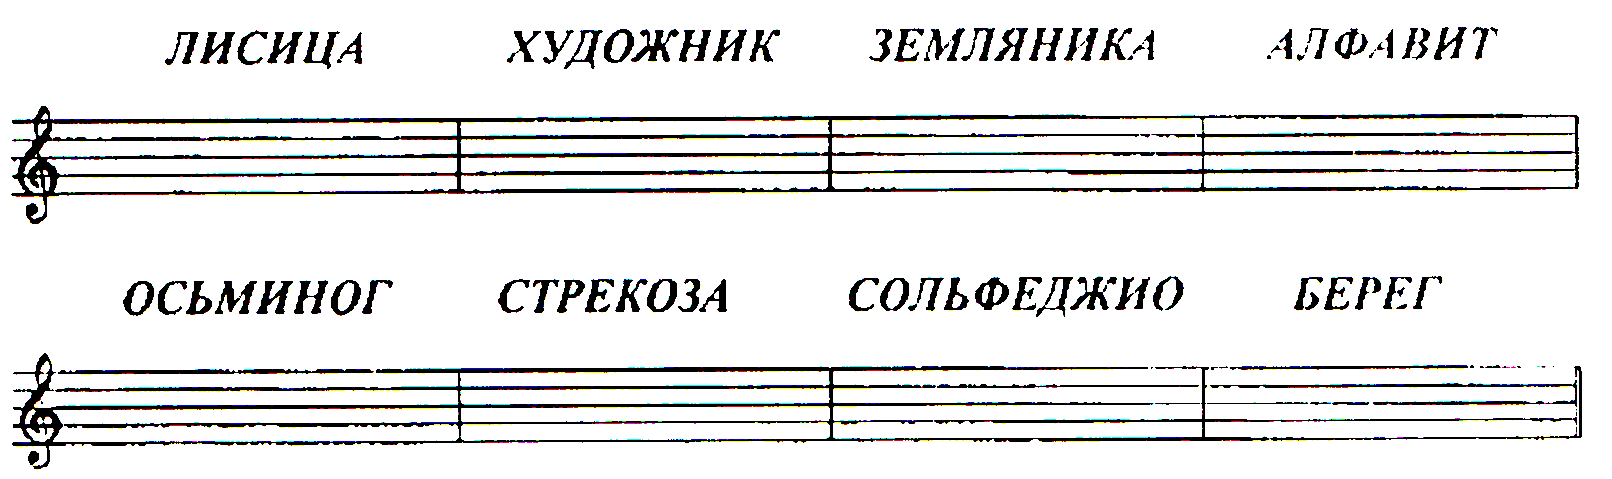 ЛИСИЦА ХУДОЖНИК ЗЕМЛЯНИКА АЛФАВИТ
ОСЬМИНОГ СТРЕКОЗА СОЛЬФЕДЖИО БЕРЕГ